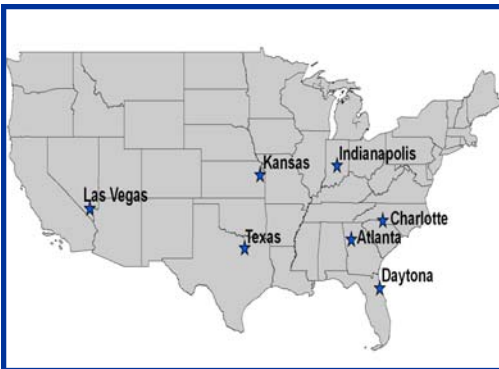 Kansas
Indianapolis
Las Vegas
Charlotte
Texas
Atlanta
Daytona